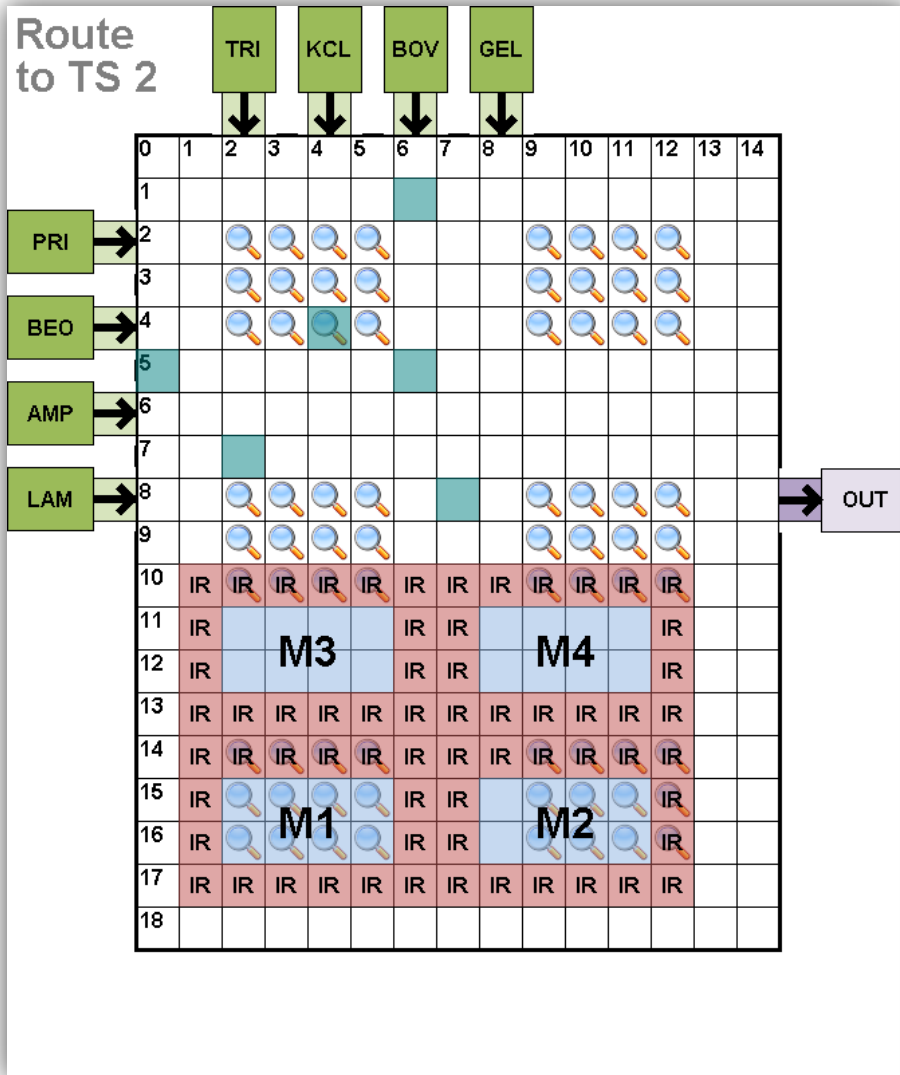 Route
to TS 2
TRI KCL BOV GEL
0 1 2 3 4 5 6 7 8 9 10 11 12 13 14
1
PRI 2
3
BEO 4
5
AMP 6
7
LAM 8 OUT
9
10 IR IR IR IR IR IR IR IR IR IR IR IR
11 IR IR IR IR
M3 M4
12 IR IR IR IR
13 IR IR IR IR IR IR IR IR IR IR IR IR
14 IR IR IR IR IR IR IR IR IR IR IR IR
15 IR IR IR IR
M1 M2
16 IR IR IR IR
17 IR IR IR IR IR IR IR IR IR IR IR IR
18